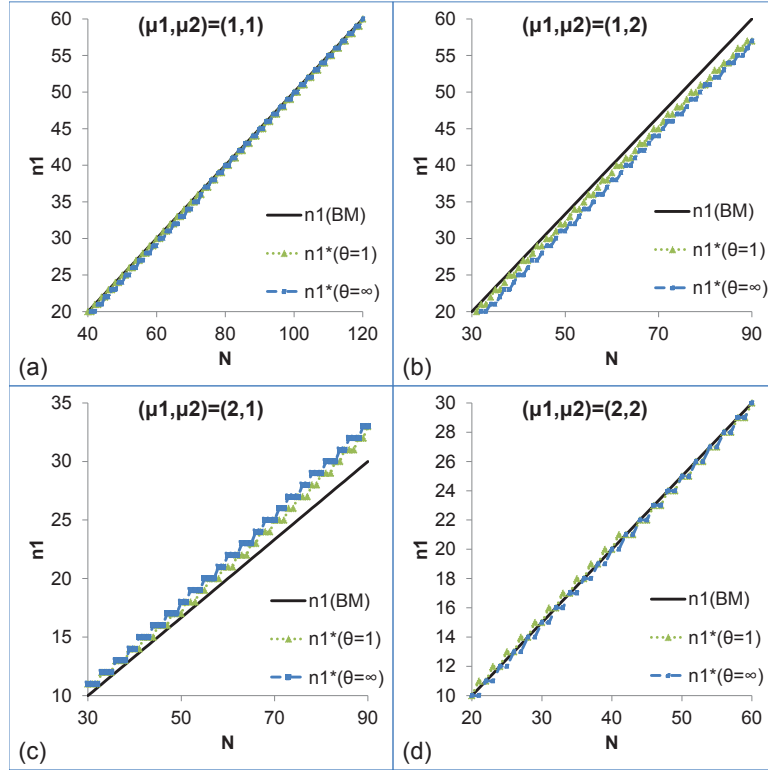 (μ1,μ2)=(1,1)
60
55
50
45
40
35
30
25
20
n1
n1(BM)
n1*(θ=1)
n1*(θ=∞)
40
60
80
100
120
N
(a)
(μ1,μ2)=(1,2)
60
55
50
45
40
35
30
25
20
n1
n1(BM)
n1*(θ=1)
n1*(θ=∞)
30
50
70
90
N
(b)
(μ1,μ2)=(2,1)
35
30
25
20
15
10
n1
n1(BM)
n1*(θ=1)
n1*(θ=∞)
30
50
70
90
N
(c)
(μ1,μ2)=(2,2)
30
28
26
24
22
20
18
16
14
12
10
n1
n1(BM)
n1*(θ=1)
n1*(θ=∞)
20
30
40
50
60
N
(d)